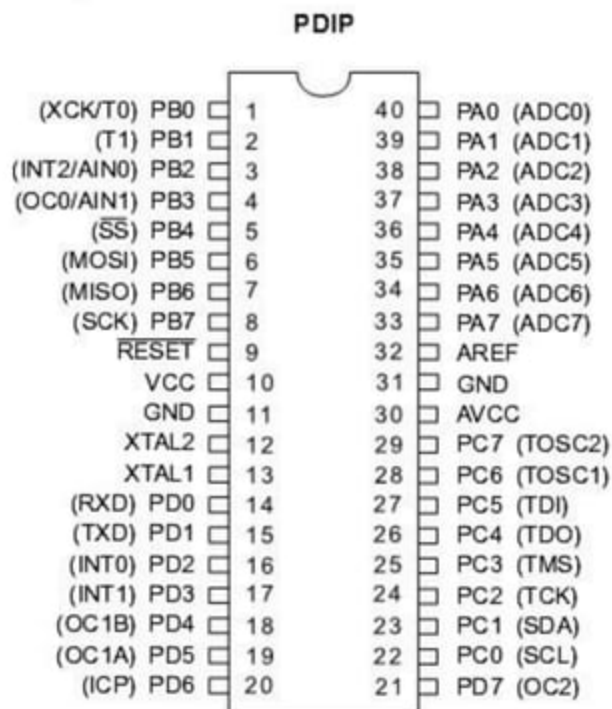 PDIP
(XCK/T0) PB0 1 40 PA0 (ADC0)
(T1) PB1 2 39 PA1 (ADC1)
(INT2/AIN0) PB2 3 38 PA2 (ADC2)
(OC0/AIN1) PB3 4 37 PA3 (ADC3)
(S̅S̅) PB4 5 36 PA4 (ADC4)
(MOSI) PB5 6 35 PA5 (ADC5)
(MISO) PB6 7 34 PA6 (ADC6)
(SCK) PB7 8 33 PA7 (ADC7)
R̅E̅S̅E̅T̅ 9 32 AREF
VCC 10 31 GND
GND 11 30 AVCC
XTAL2 12 29 PC7 (TOSC2)
XTAL1 13 28 PC6 (TOSC1)
(RXD) PD0 14 27 PC5 (TDI)
(TXD) PD1 15 26 PC4 (TDO)
(INT0) PD2 16 25 PC3 (TMS)
(INT1) PD3 17 24 PC2 (TCK)
(OC1B) PD4 18 23 PC1 (SDA)
(OC1A) PD5 19 22 PC0 (SCL)
(ICP) PD6 20 21 PD7 (OC2)